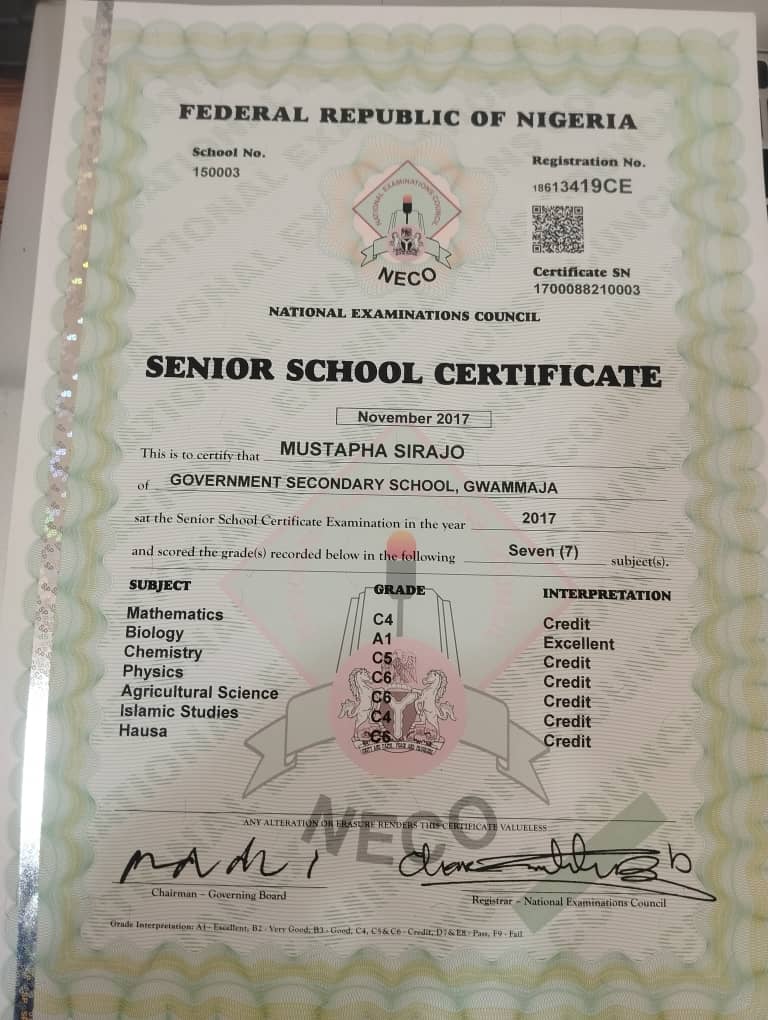 FEDERAL REPUBLIC OF NIGERIA
School No.
150003
Registration No.
18613419CE
NATIONAL EXAMINATIONS COUNCIL
NECO
Certificate SN
1700088210003
NATIONAL EXAMINATIONS COUNCIL
SENIOR SCHOOL CERTIFICATE
November 2017
This is to certify that MUSTAPHA SIRAJO
of GOVERNMENT SECONDARY SCHOOL, GWAMMAJA
sat the Senior School Certificate Examination in the year 2017
and scored the grade(s) recorded below in the following Seven (7) subject(s).
SUBJECT GRADE INTERPRETATION
Mathematics C4 Credit
Biology A1 Excellent
Chemistry C5 Credit
Physics C6 Credit
Agricultural Science C6 Credit
Islamic Studies C4 Credit
Hausa C6 Credit
NECO
ANY ALTERATION OR ERASURE RENDERS THIS CERTIFICATE VALUELESS
Chairman – Governing Board
Registrar – National Examinations Council
Grade Interpretation: A1 - Excellent, B2 - Very Good, B3 - Good, C4, C5 & C6 - Credit, D7 & E8 - Pass, F9 - Fail